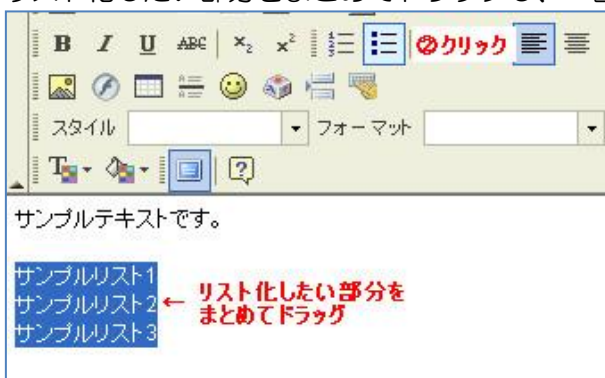 B I U ABC ×₂ ×² ②クリック
スタイル フォーマット
サンプルテキストです。
サンプルリスト1
サンプルリスト2
サンプルリスト3
← リスト化したい部分を
まとめてドラッグ